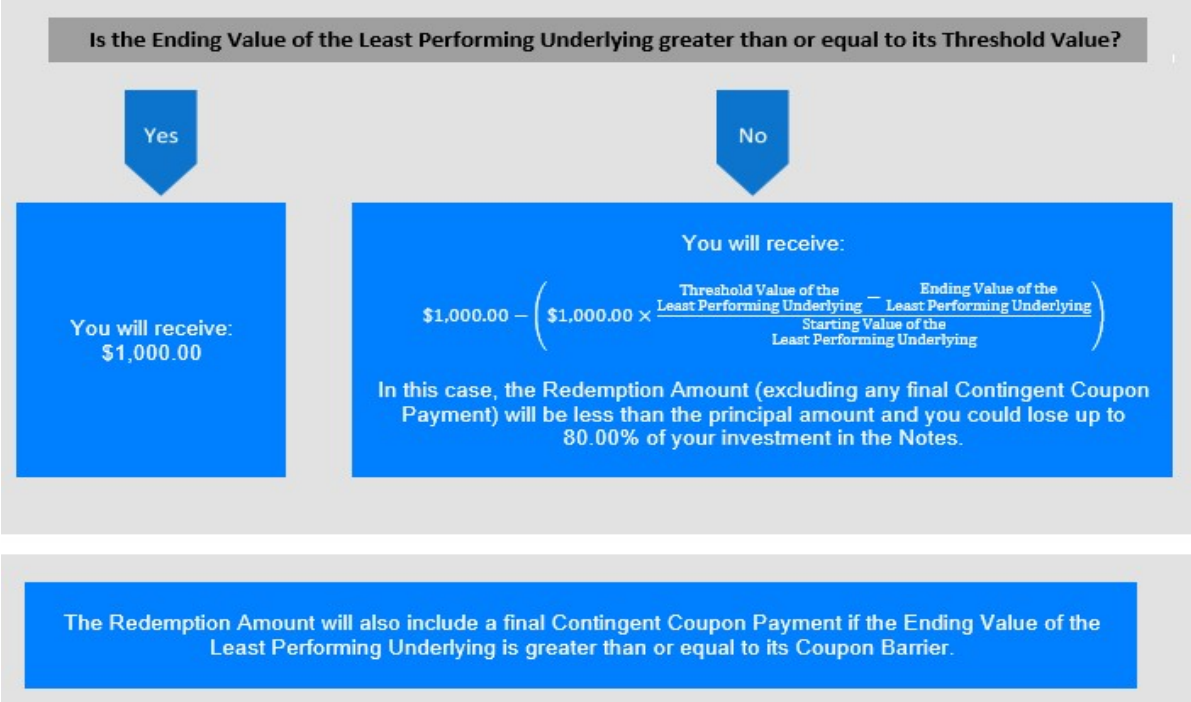 Is the Ending Value of the Least Performing Underlying greater than or equal to its Threshold Value?
Yes
No
You will receive:
$1,000.00
You will receive:
$1,000.00 − ( $1,000.00 × (Threshold Value of the Least Performing Underlying − Ending Value of the Least Performing Underlying) / Starting Value of the Least Performing Underlying )
In this case, the Redemption Amount (excluding any final Contingent Coupon
Payment) will be less than the principal amount and you could lose up to
80.00% of your investment in the Notes.
The Redemption Amount will also include a final Contingent Coupon Payment if the Ending Value of the
Least Performing Underlying is greater than or equal to its Coupon Barrier.